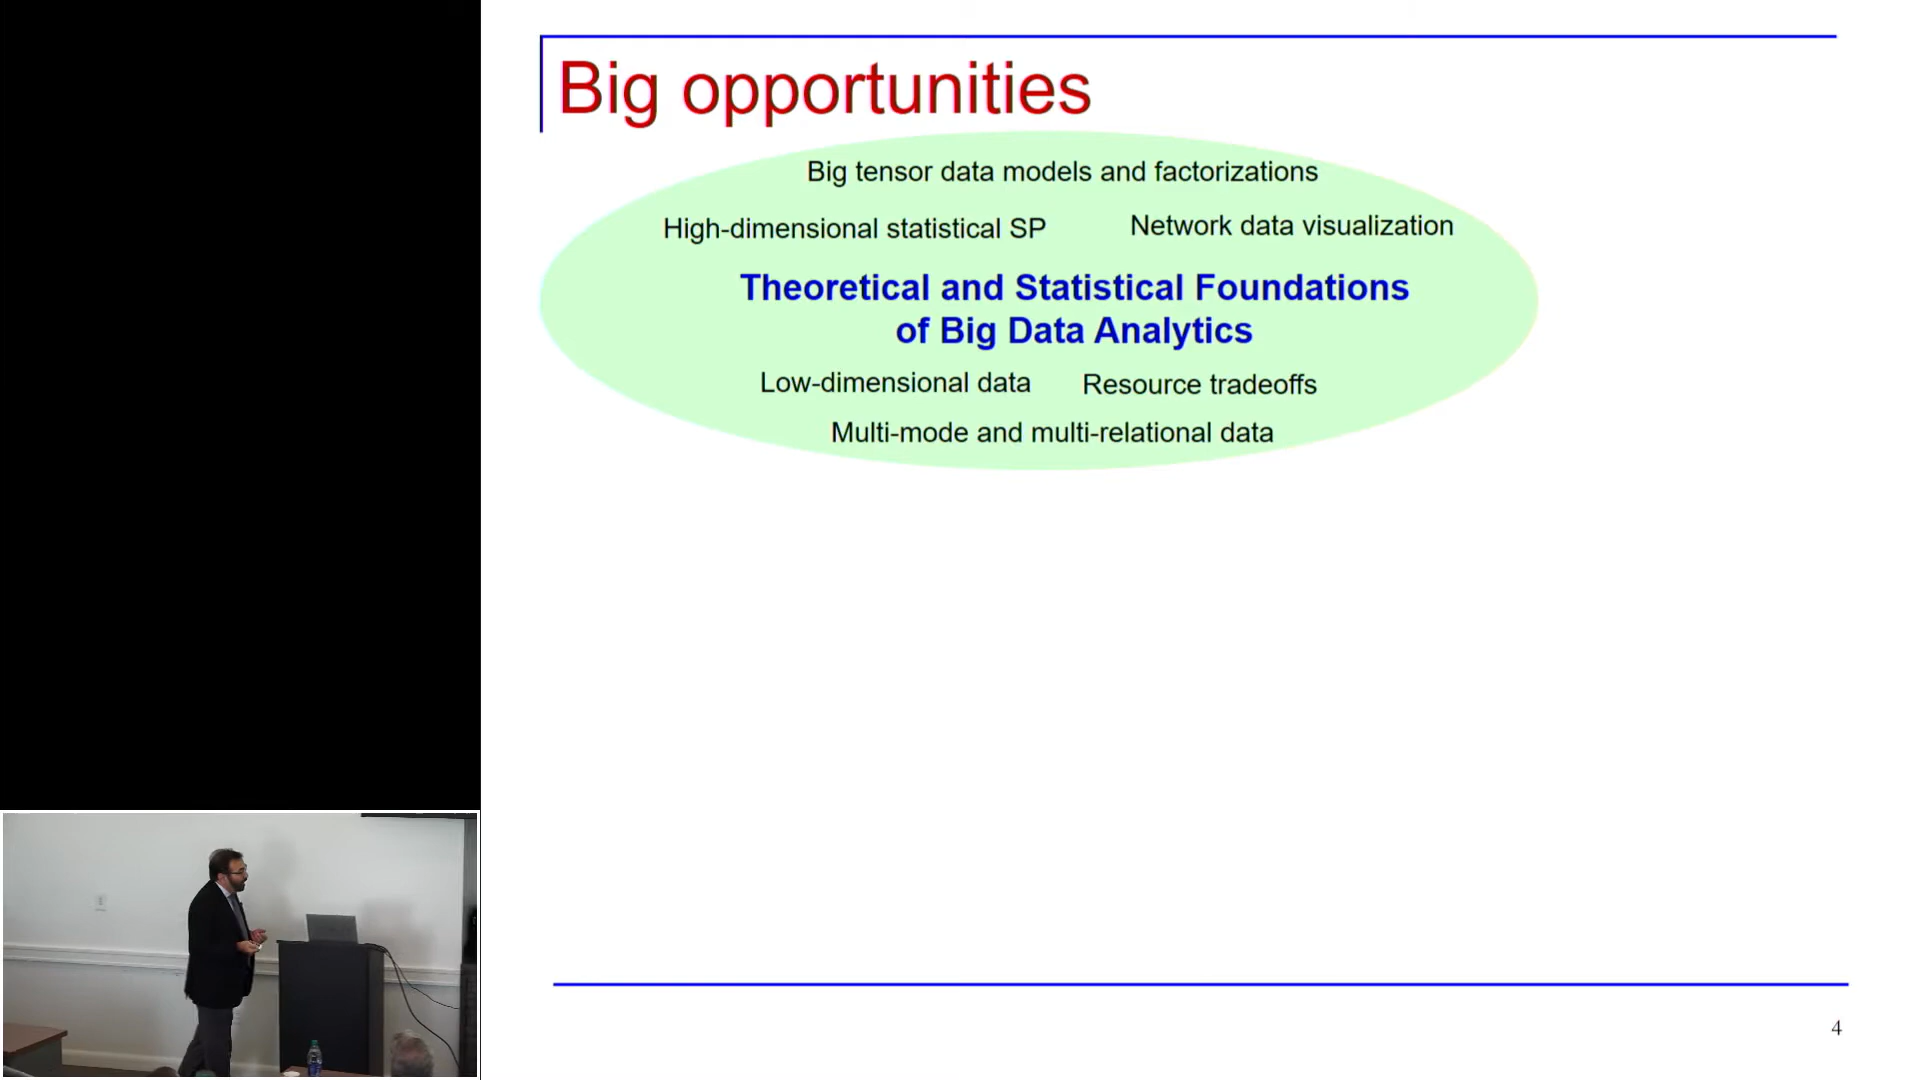 Big opportunities
Big tensor data models and factorizations
High-dimensional statistical SP
Network data visualization
Theoretical and Statistical Foundations
of Big Data Analytics
Low-dimensional data
Resource tradeoffs
Multi-mode and multi-relational data
4